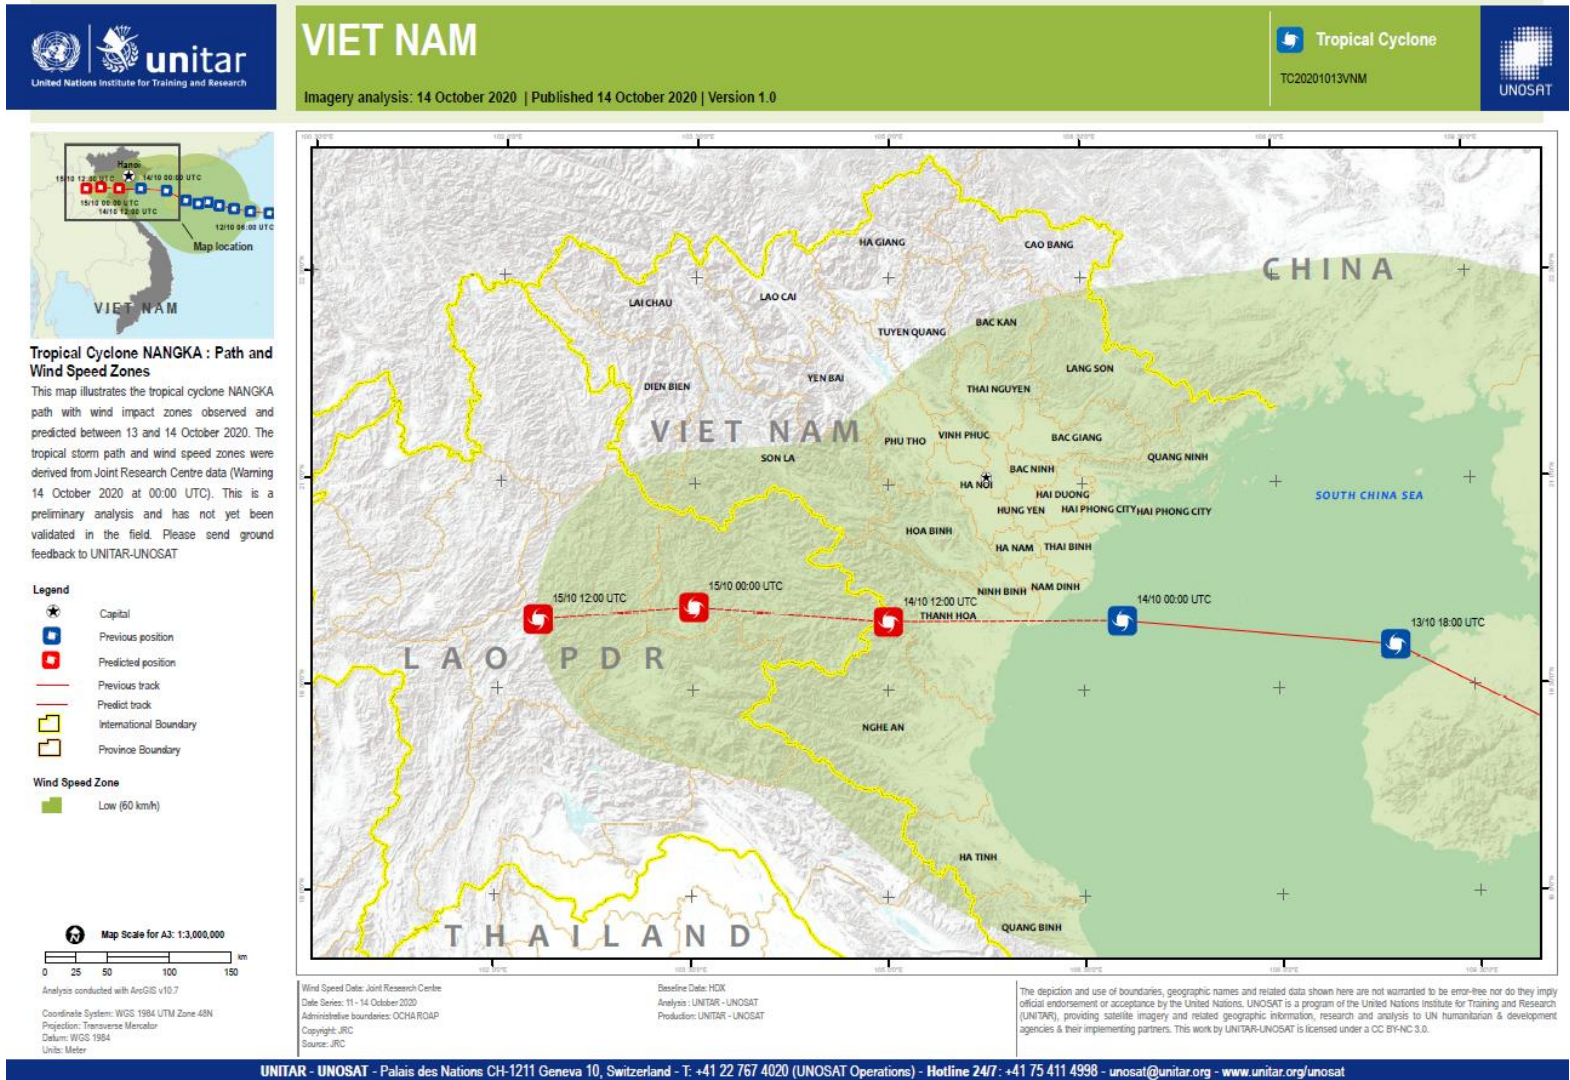 unitar
United Nations Institute for Training and Research
VIET NAM
Imagery analysis: 14 October 2020 | Published 14 October 2020 | Version 1.0
Tropical Cyclone
TC20201013VNM
UNOSAT
Hanoi
15/10 12:00 UTC
14/10 00:00 UTC
15/10 00:00 UTC
14/10 12:00 UTC
12/10 06:00 UTC
Map location
VIET NAM
Tropical Cyclone NANGKA : Path and
Wind Speed Zones
This map illustrates the tropical cyclone NANGKA
path with wind impact zones observed and
predicted between 13 and 14 October 2020. The
tropical storm path and wind speed zones were
derived from Joint Research Centre data (Warning
14 October 2020 at 00:00 UTC). This is a
preliminary analysis and has not yet been
validated in the field. Please send ground
feedback to UNITAR-UNOSAT
Legend
Capital
Previous position
Predicted position
Previous track
Predict track
International Boundary
Province Boundary
Wind Speed Zone
Low (60 km/h)
Map Scale for A3: 1:3,000,000
km
0 25 50 100 150
Analysis conducted with ArcGIS v10.7
Coordinate System: WGS 1984 UTM Zone 48N
Projection: Transverse Mercator
Datum: WGS 1984
Units: Meter
HA GIANG
CAO BANG
CHINA
LAI CHAU
LAO CAI
TUYEN QUANG
BAC KAN
LANG SON
DIEN BIEN
YEN BAI
THAI NGUYEN
VIET NAM
PHU THO
VINH PHUC
BAC GIANG
SON LA
QUANG NINH
BAC NINH
HA NOI
HAI DUONG
SOUTH CHINA SEA
HUNG YEN
HAI PHONG CITY
HAI PHONG CITY
HOA BINH
HA NAM
THAI BINH
NINH BINH
NAM DINH
15/10 12:00 UTC
15/10 00:00 UTC
14/10 12:00 UTC
14/10 00:00 UTC
THANH HOA
13/10 18:00 UTC
LAO PDR
NGHE AN
HA TINH
THAILAND
QUANG BINH
Wind Speed Data: Joint Research Centre
Date Series: 11 - 14 October 2020
Administrative boundaries: OCHA ROAP
Copyright: JRC
Source: JRC
Baseline Data: HDX
Analysis : UNITAR - UNOSAT
Production: UNITAR - UNOSAT
The depiction and use of boundaries, geographic names and related data shown here are not warranted to be error-free nor do they imply
official endorsement or acceptance by the United Nations. UNOSAT is a program of the United Nations Institute for Training and Research
(UNITAR), providing satellite imagery and related geographic information, research and analysis to UN humanitarian & development
agencies & their implementing partners. This work by UNITAR-UNOSAT is licensed under a CC BY-NC 3.0.
UNITAR - UNOSAT - Palais des Nations CH-1211 Geneva 10, Switzerland - T: +41 22 767 4020 (UNOSAT Operations) - Hotline 24/7: +41 75 411 4998 - unosat@unitar.org - www.unitar.org/unosat